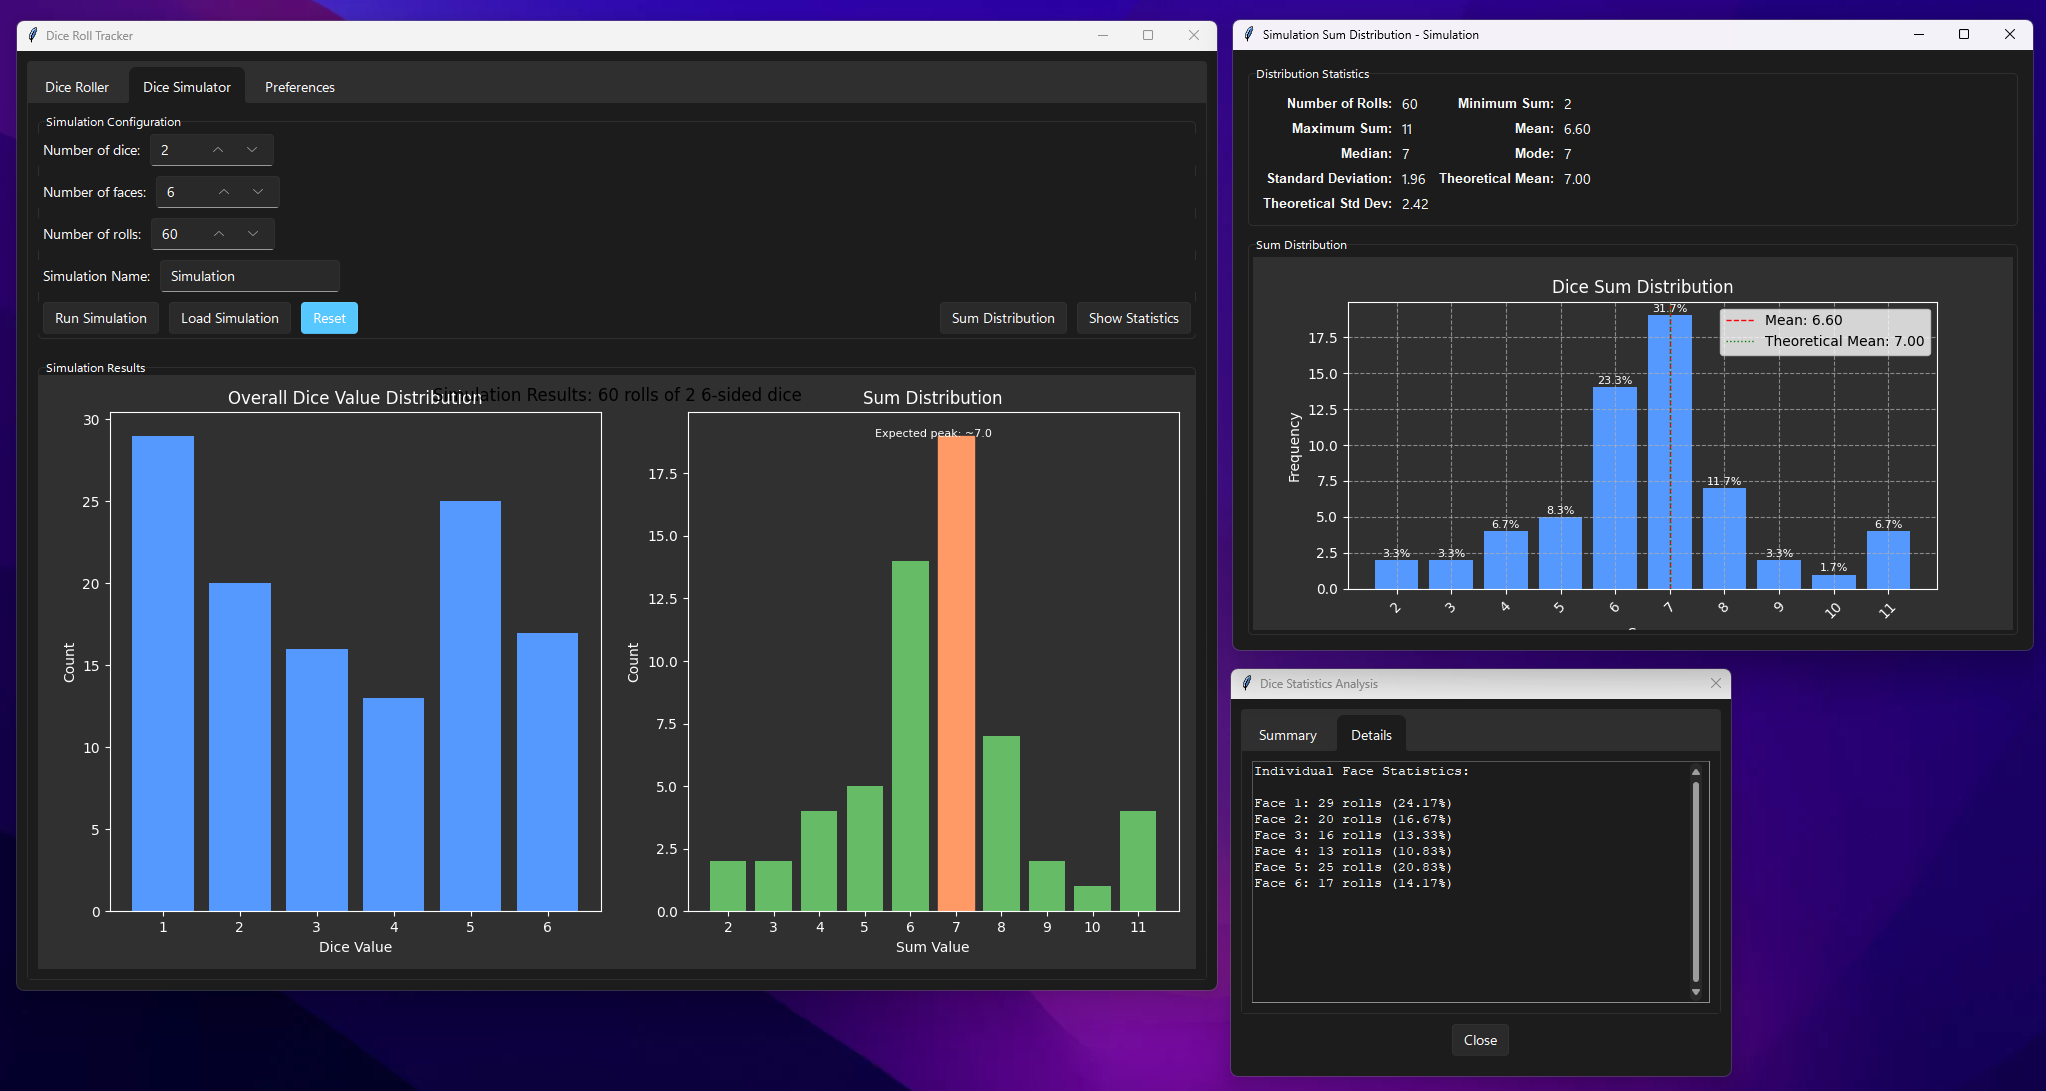 Dice Roll Tracker
Dice Roller
Dice Simulator
Preferences
Simulation Configuration
Number of dice: 2
Number of faces: 6
Number of rolls: 60
Simulation Name: Simulation
Run Simulation
Load Simulation
Reset
Sum Distribution
Show Statistics
Simulation Results
Simulation Results: 60 rolls of 2 6-sided dice
Overall Dice Value Distribution
30
25
20
15
10
5
0
Count
1 2 3 4 5 6
Dice Value
Sum Distribution
Expected peak: ~7.0
17.5
15.0
12.5
10.0
7.5
5.0
2.5
0.0
Count
2 3 4 5 6 7 8 9 10 11
Sum Value
Simulation Sum Distribution - Simulation
Distribution Statistics
Number of Rolls: 60 Minimum Sum: 2
Maximum Sum: 11 Mean: 6.60
Median: 7 Mode: 7
Standard Deviation: 1.96 Theoretical Mean: 7.00
Theoretical Std Dev: 2.42
Sum Distribution
Dice Sum Distribution
Mean: 6.60
Theoretical Mean: 7.00
17.5
15.0
12.5
10.0
7.5
5.0
2.5
0.0
Frequency
3.3% 3.3% 6.7% 8.3% 23.3% 31.7% 11.7% 3.3% 1.7% 6.7%
2 3 4 5 6 7 8 9 10 11
Dice Statistics Analysis
Summary
Details
Individual Face Statistics:
Face 1: 29 rolls (24.17%)
Face 2: 20 rolls (16.67%)
Face 3: 16 rolls (13.33%)
Face 4: 13 rolls (10.83%)
Face 5: 25 rolls (20.83%)
Face 6: 17 rolls (14.17%)
Close